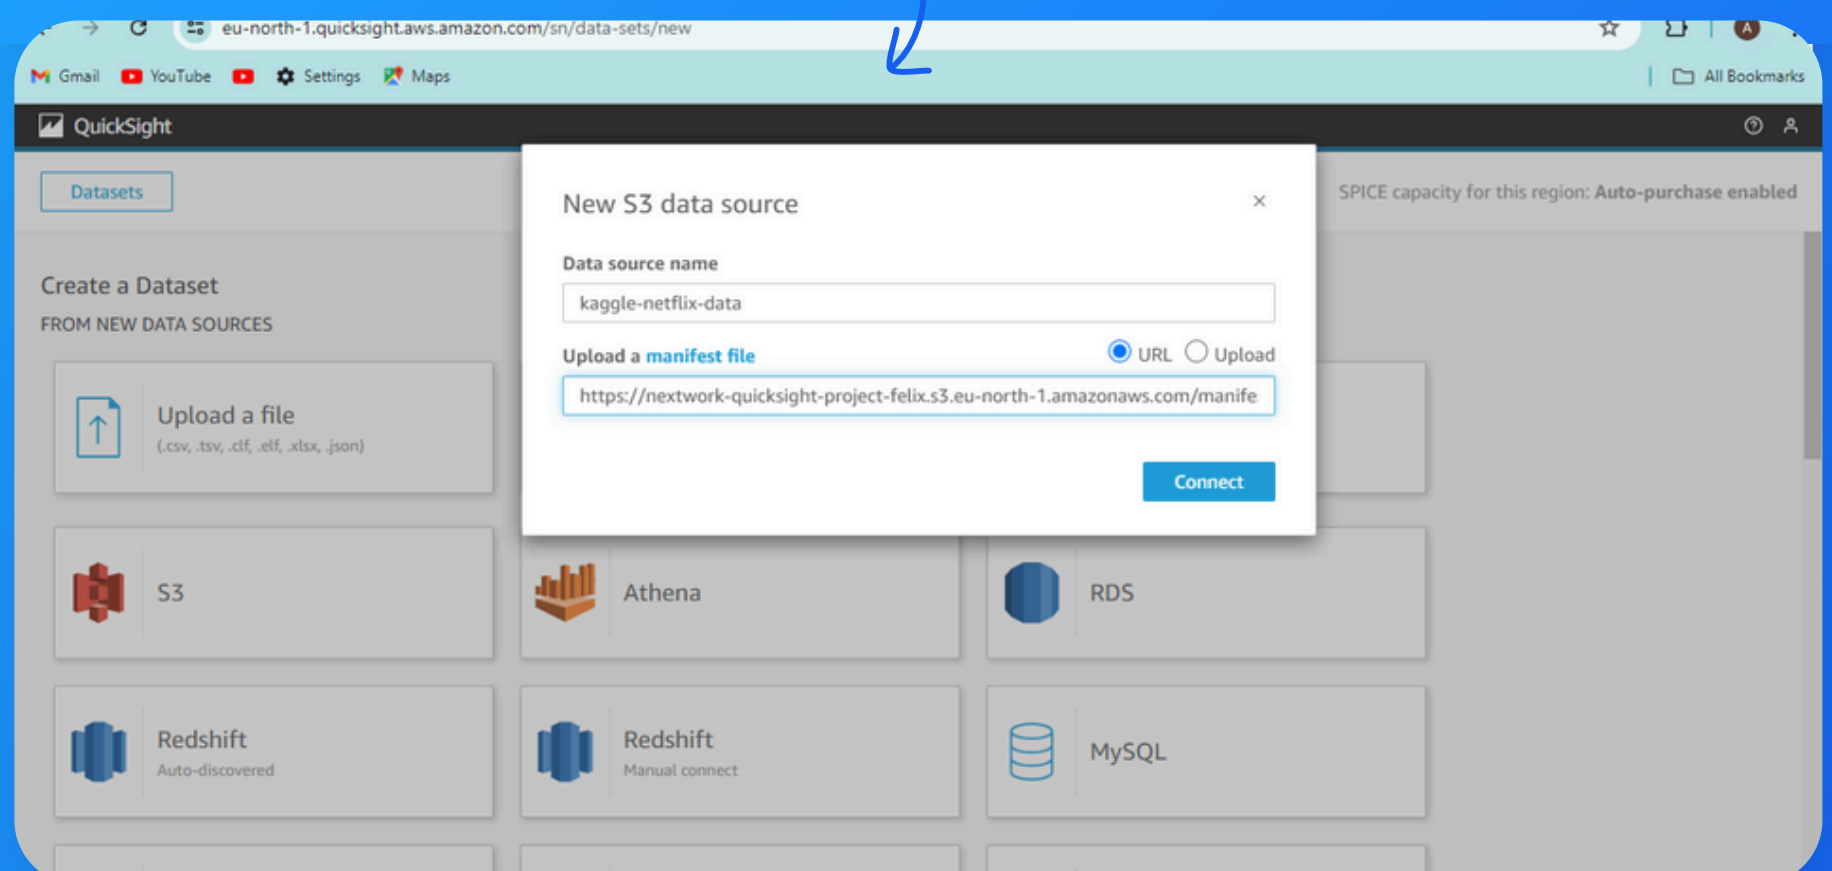 eu-north-1.quicksight.aws.amazon.com/sn/data-sets/new
A
Gmail YouTube Settings Maps All Bookmarks
QuickSight
Datasets
SPICE capacity for this region: Auto-purchase enabled
New S3 data source
Data source name
kaggle-netflix-data
Upload a manifest file
URL Upload
https://nextwork-quicksight-project-felix.s3.eu-north-1.amazonaws.com/manife
Connect
Create a Dataset
FROM NEW DATA SOURCES
Upload a file
(.csv, .tsv, .clf, .elf, .xlsx, .json)
S3
Athena
RDS
Redshift
Auto-discovered
Redshift
Manual connect
MySQL